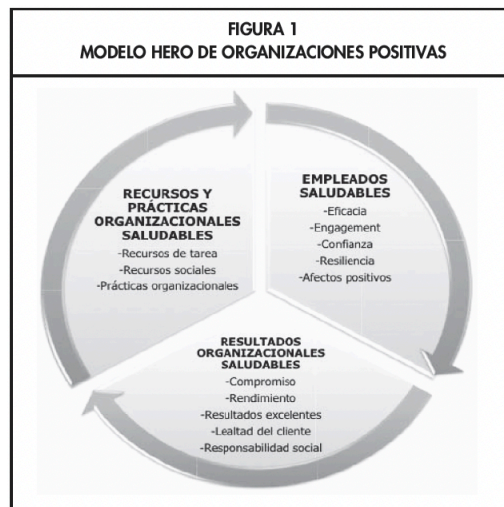 FIGURA 1
MODELO HERO DE ORGANIZACIONES POSITIVAS
RECURSOS Y
PRÁCTICAS
ORGANIZACIONALES
SALUDABLES
-Recursos de tarea
-Recursos sociales
-Prácticas organizacionales
EMPLEADOS
SALUDABLES
-Eficacia
-Engagement
-Confianza
-Resiliencia
-Afectos positivos
RESULTADOS
ORGANIZACIONALES
SALUDABLES
-Compromiso
-Rendimiento
-Resultados excelentes
-Lealtad del cliente
-Responsabilidad social